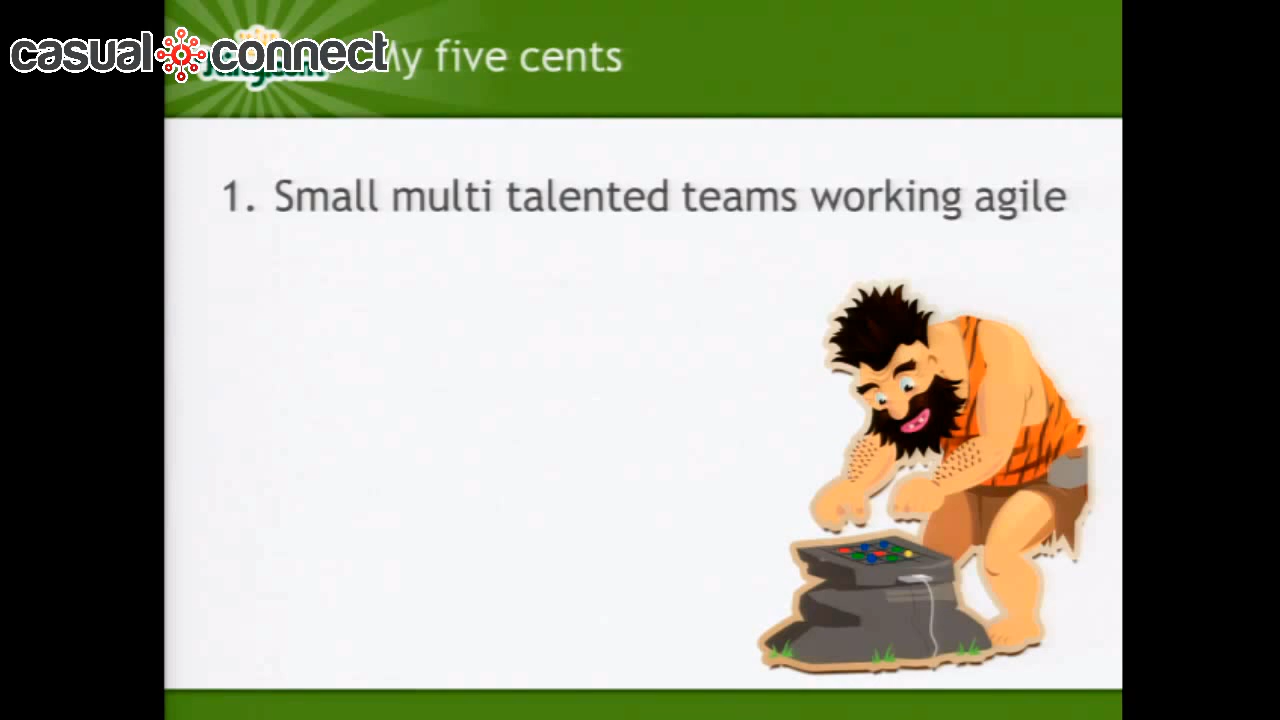 casual connect
My five cents
1. Small multi talented teams working agile